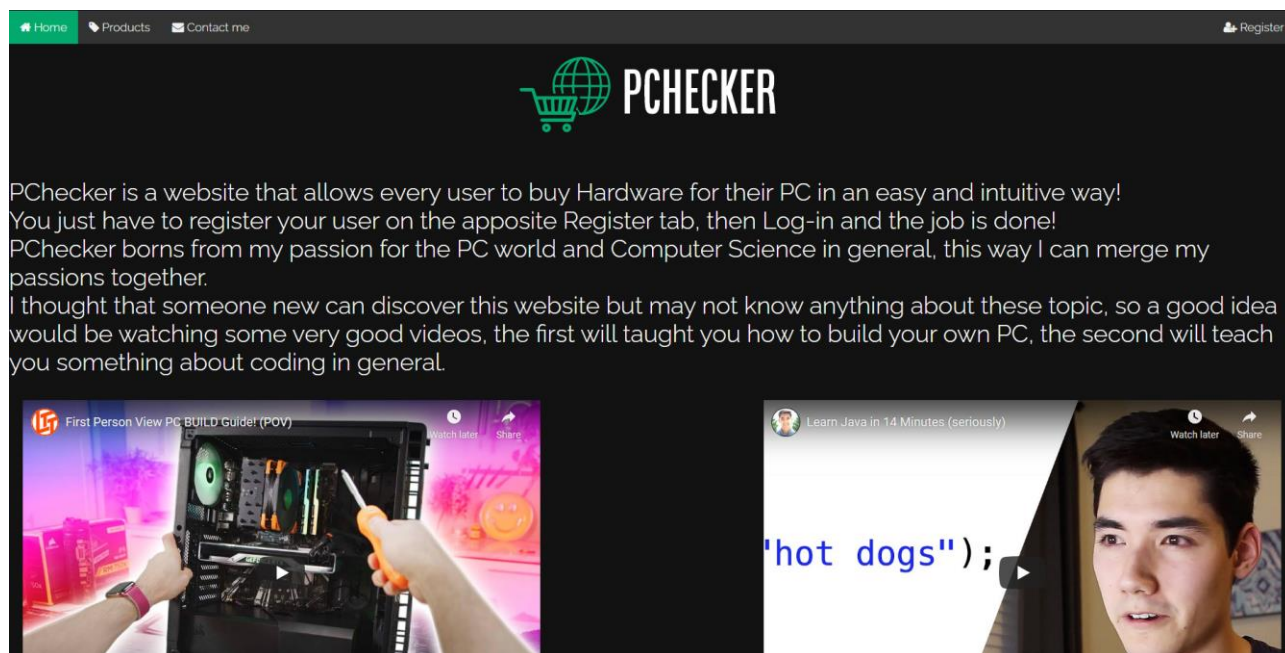 Home Products Contact me Register
PCHECKER
PChecker is a website that allows every user to buy Hardware for their PC in an easy and intuitive way!
You just have to register your user on the apposite Register tab, then Log-in and the job is done!
PChecker borns from my passion for the PC world and Computer Science in general, this way I can merge my
passions together.
I thought that someone new can discover this website but may not know anything about these topic, so a good idea
would be watching some very good videos, the first will taught you how to build your own PC, the second will teach
you something about coding in general.
First Person View PC BUILD Guide! (POV)
Watch later Share
Learn Java in 14 Minutes (seriously)
Watch later Share
"hot dogs");